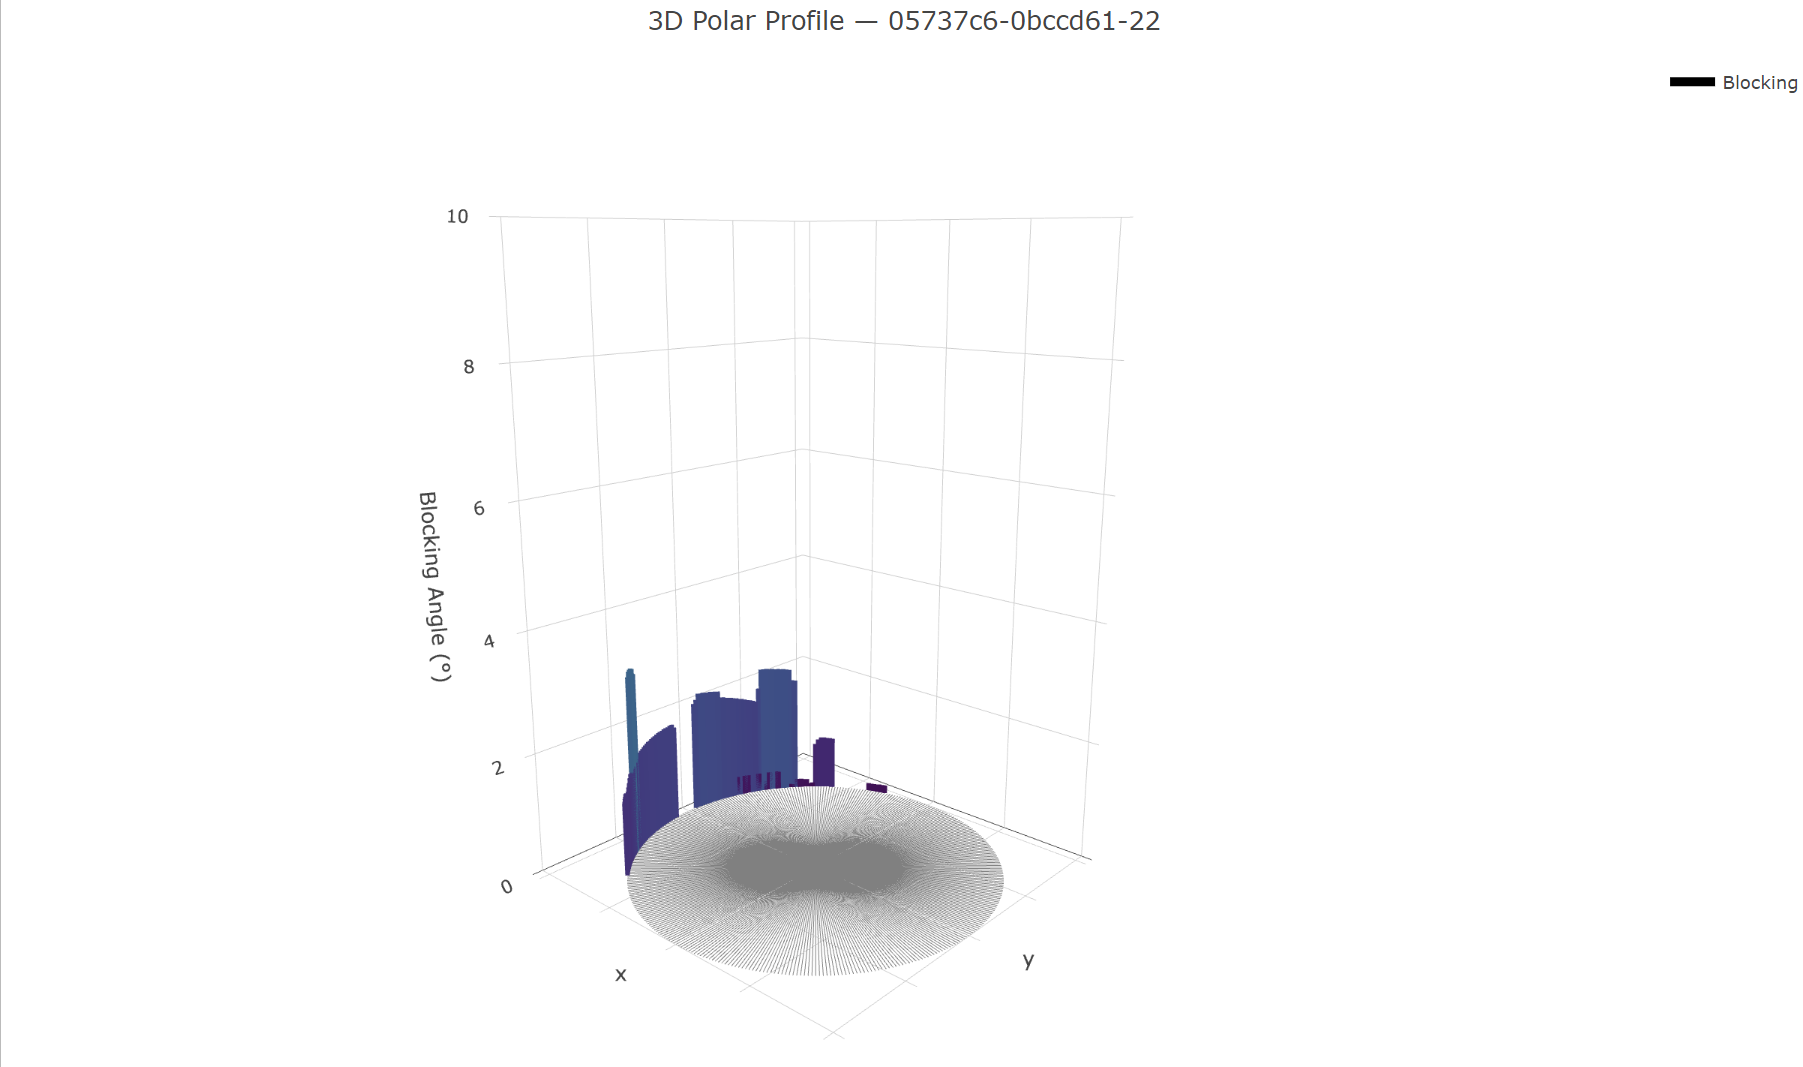 3D Polar Profile — 05737c6-0bccd61-22
Blocking
10
8
6
4
2
0
Blocking Angle (°)
x
y